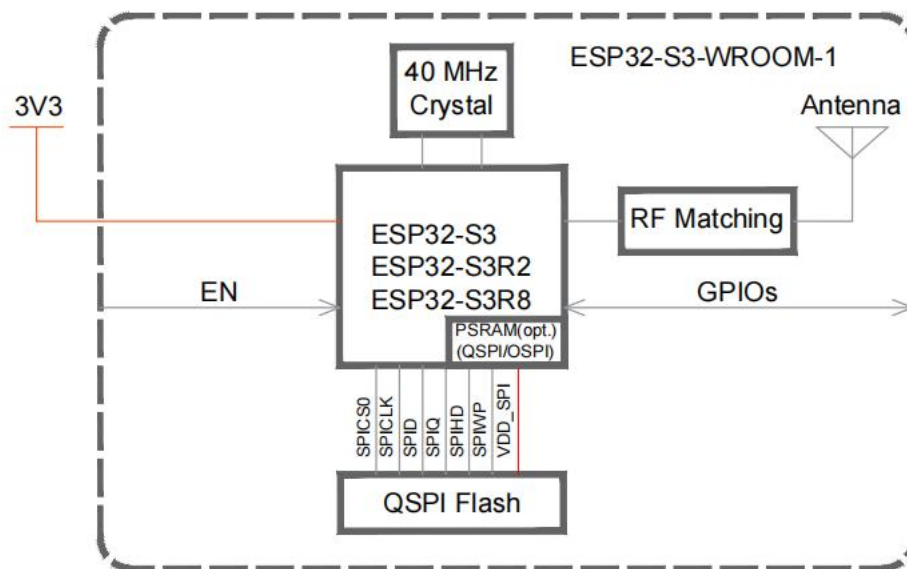 ESP32-S3-WROOM-1
40 MHz
Crystal
3V3
Antenna
RF Matching
ESP32-S3
ESP32-S3R2
ESP32-S3R8
EN
GPIOs
PSRAM(opt.)
(QSPI/OSPI)
SPICS0
SPICLK
SPID
SPIQ
SPIHD
SPIWP
VDD_SPI
QSPI Flash